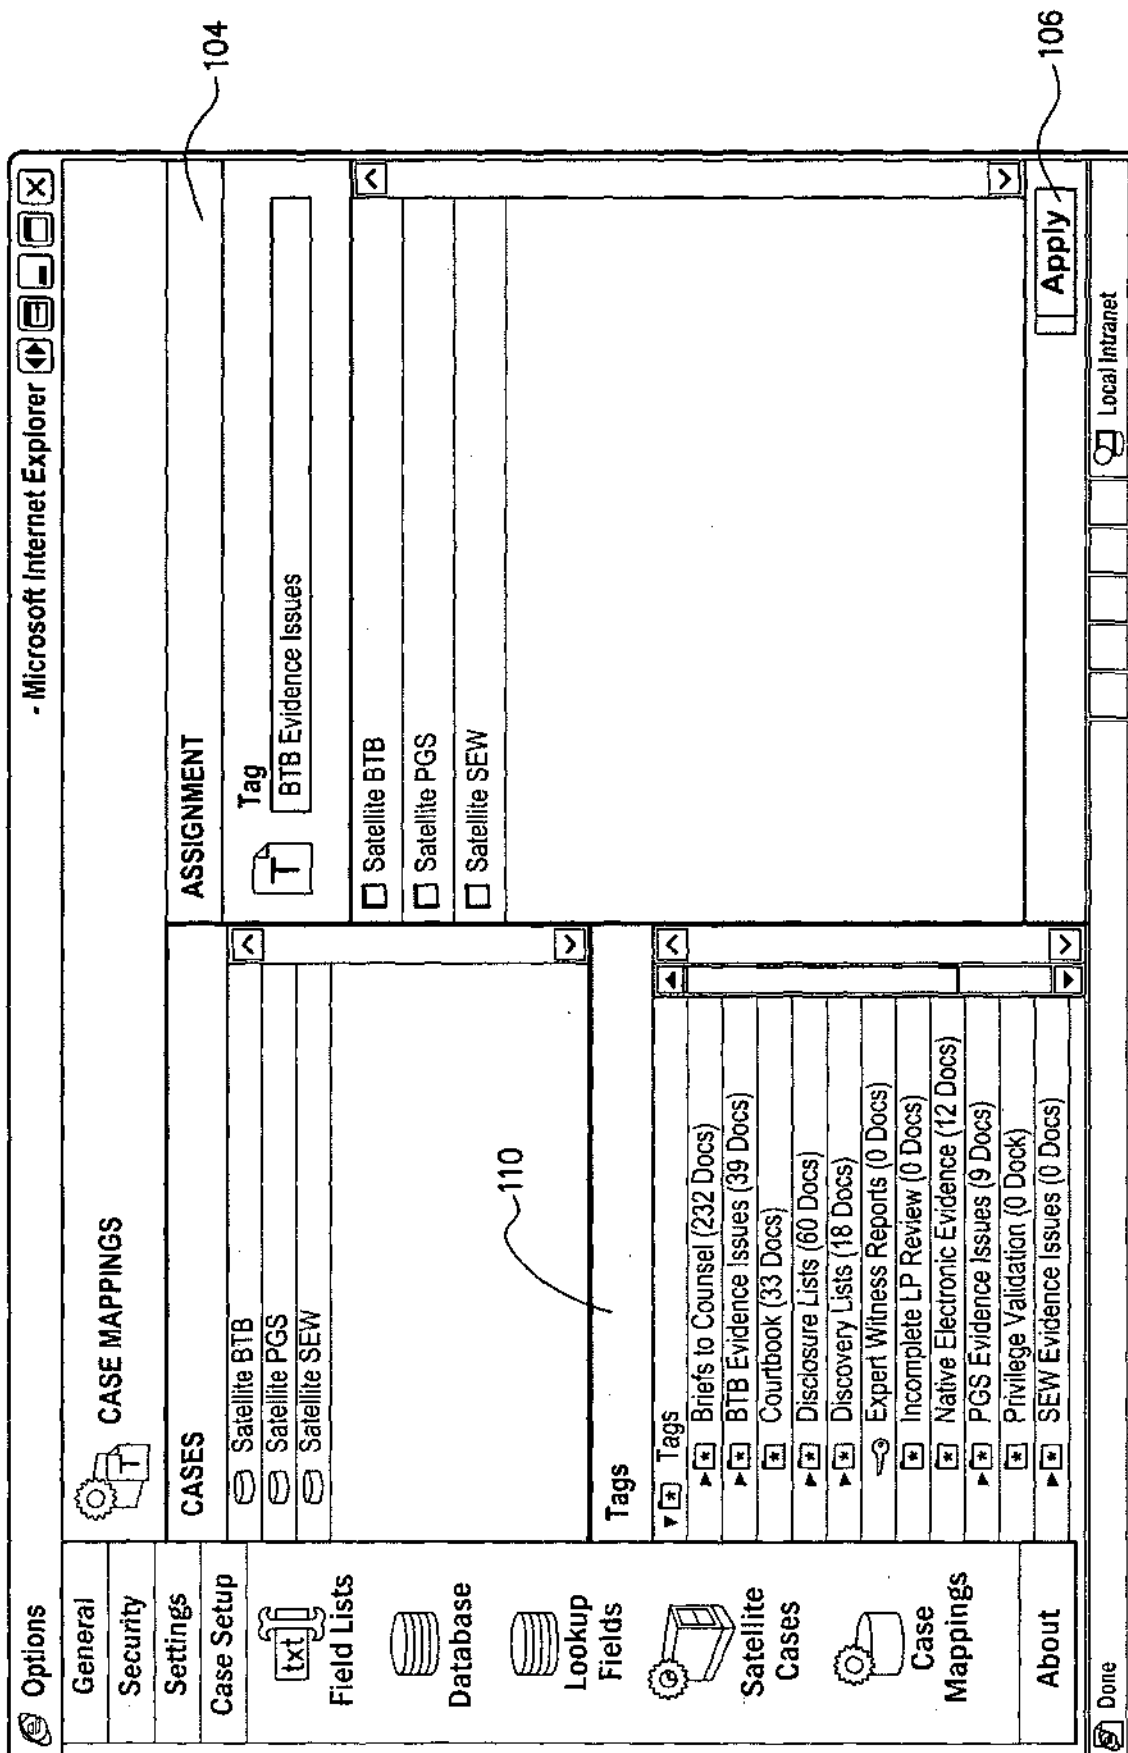 Options
- Microsoft Internet Explorer
General
Security
Settings
Case Setup
txt
Field Lists
Database
Lookup
Fields
Satellite
Cases
Case
Mappings
About
CASE MAPPINGS
T
CASES
Satellite BTB
Satellite PGS
Satellite SEW
110
Tags
Tags
Briefs to Counsel (232 Docs)
BTB Evidence Issues (39 Docs)
Courtbook (33 Docs)
Disclosure Lists (60 Docs)
Discovery Lists (18 Docs)
Expert Witness Reports (0 Docs)
Incomplete LP Review (0 Docs)
Native Electronic Evidence (12 Docs)
PGS Evidence Issues (9 Docs)
Privilege Validation (0 Dock)
SEW Evidence Issues (0 Docs)
ASSIGNMENT
104
T
Tag
BTB Evidence Issues
Satellite BTB
Satellite PGS
Satellite SEW
Apply
106
Done
Local Intranet